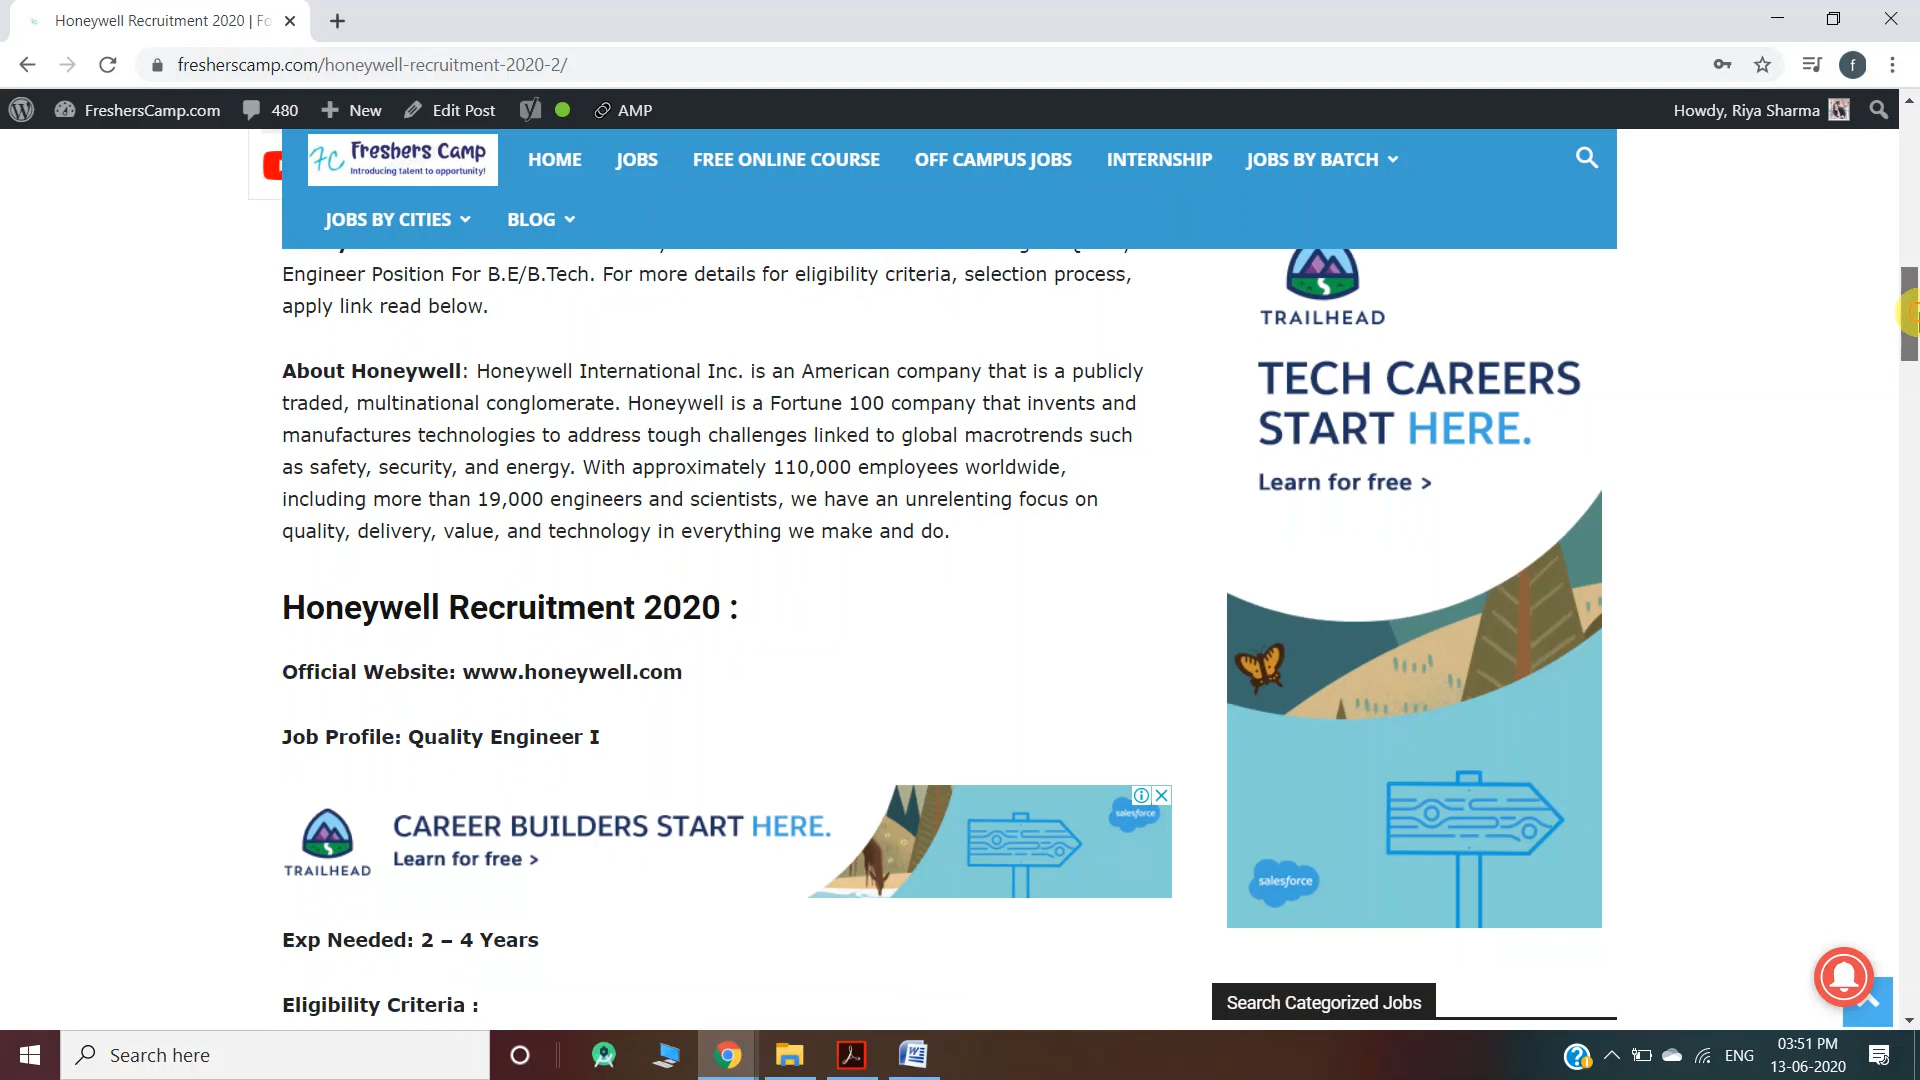 Honeywell Recruitment 2020 | Fo
fresherscamp.com/honeywell-recruitment-2020-2/
f
FreshersCamp.com
480
New
Edit Post
AMP
Howdy, Riya Sharma
FC Freshers Camp
Introducing talent to opportunity!
HOME
JOBS
FREE ONLINE COURSE
OFF CAMPUS JOBS
INTERNSHIP
JOBS BY BATCH
JOBS BY CITIES
BLOG
Engineer Position For B.E/B.Tech. For more details for eligibility criteria, selection process,
apply link read below.
About Honeywell: Honeywell International Inc. is an American company that is a publicly
traded, multinational conglomerate. Honeywell is a Fortune 100 company that invents and
manufactures technologies to address tough challenges linked to global macrotrends such
as safety, security, and energy. With approximately 110,000 employees worldwide,
including more than 19,000 engineers and scientists, we have an unrelenting focus on
quality, delivery, value, and technology in everything we make and do.
Honeywell Recruitment 2020 :
Official Website: www.honeywell.com
Job Profile: Quality Engineer I
TRAILHEAD
CAREER BUILDERS START HERE.
Learn for free >
salesforce
Exp Needed: 2 – 4 Years
Eligibility Criteria :
TRAILHEAD
TECH CAREERS
START HERE.
Learn for free >
salesforce
Search Categorized Jobs
Search here
ENG
03:51 PM
13-06-2020